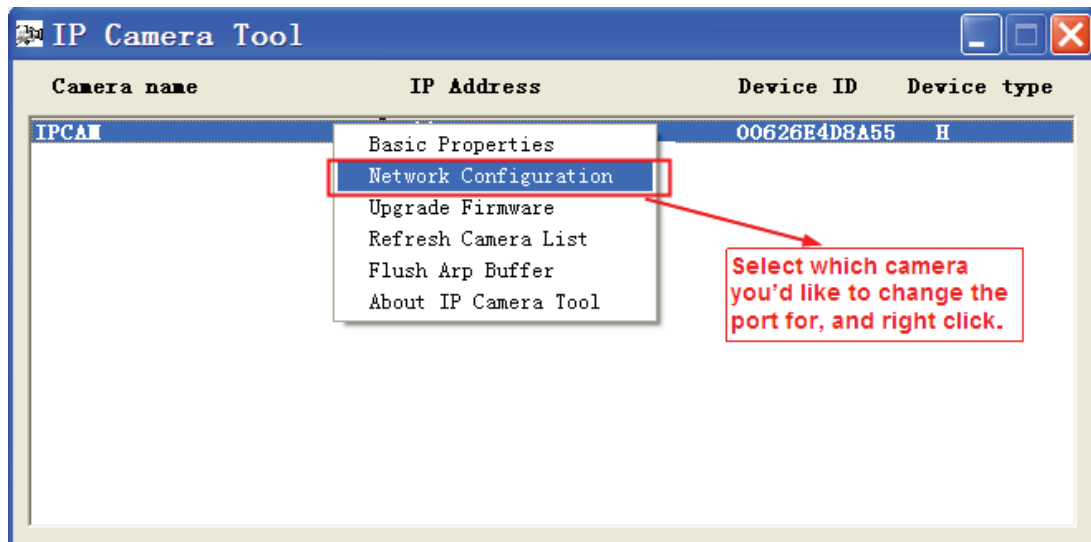 IP Camera Tool
Camera name IP Address Device ID Device type
IPCAM 00626E4D8A55 H
Basic Properties
Network Configuration
Upgrade Firmware
Refresh Camera List
Flush Arp Buffer
About IP Camera Tool
Select which camera
you'd like to change the
port for, and right click.